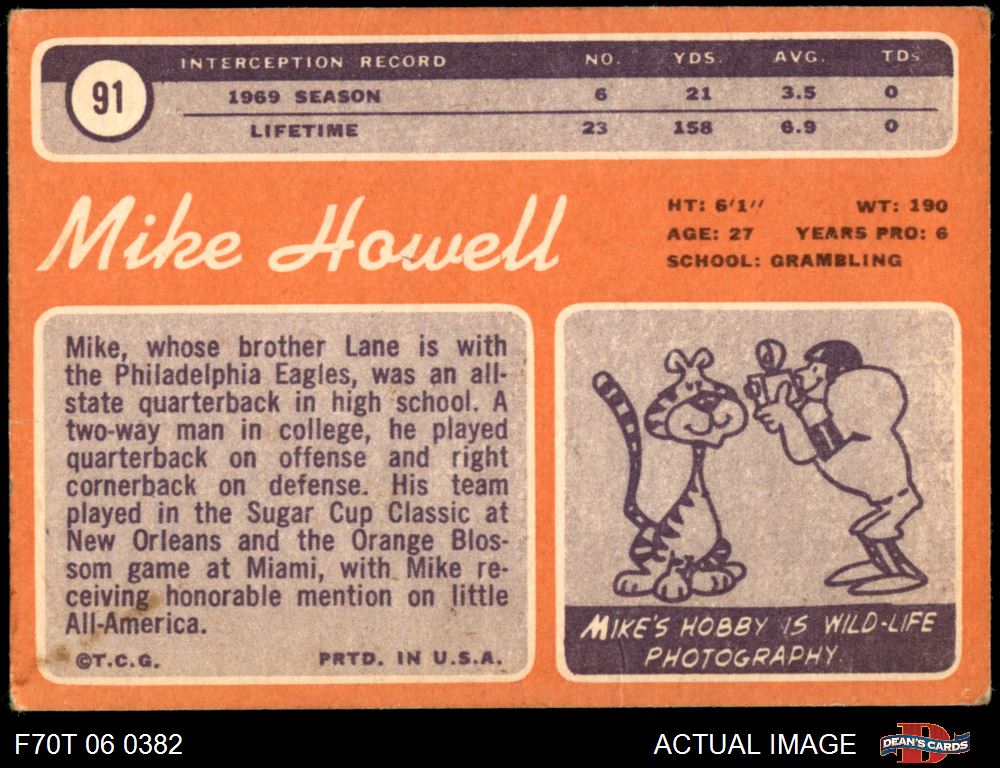 91
INTERCEPTION RECORD NO. YDS. AVG. TDS
1969 SEASON 6 21 3.5 0
LIFETIME 23 158 6.9 0
Mike Howell
HT: 6'1" WT: 190
AGE: 27 YEARS PRO: 6
SCHOOL: GRAMBLING
Mike, whose brother Lane is with
the Philadelphia Eagles, was an all-
state quarterback in high school. A
two-way man in college, he played
quarterback on offense and right
cornerback on defense. His team
played in the Sugar Cup Classic at
New Orleans and the Orange Blos-
som game at Miami, with Mike re-
ceiving honorable mention on little
All-America.
©T.C.G. PRTD. IN U.S.A.
MIKE'S HOBBY IS WILD-LIFE
PHOTOGRAPHY.
F70T 06 0382 ACTUAL IMAGE DEAN'S CARDS